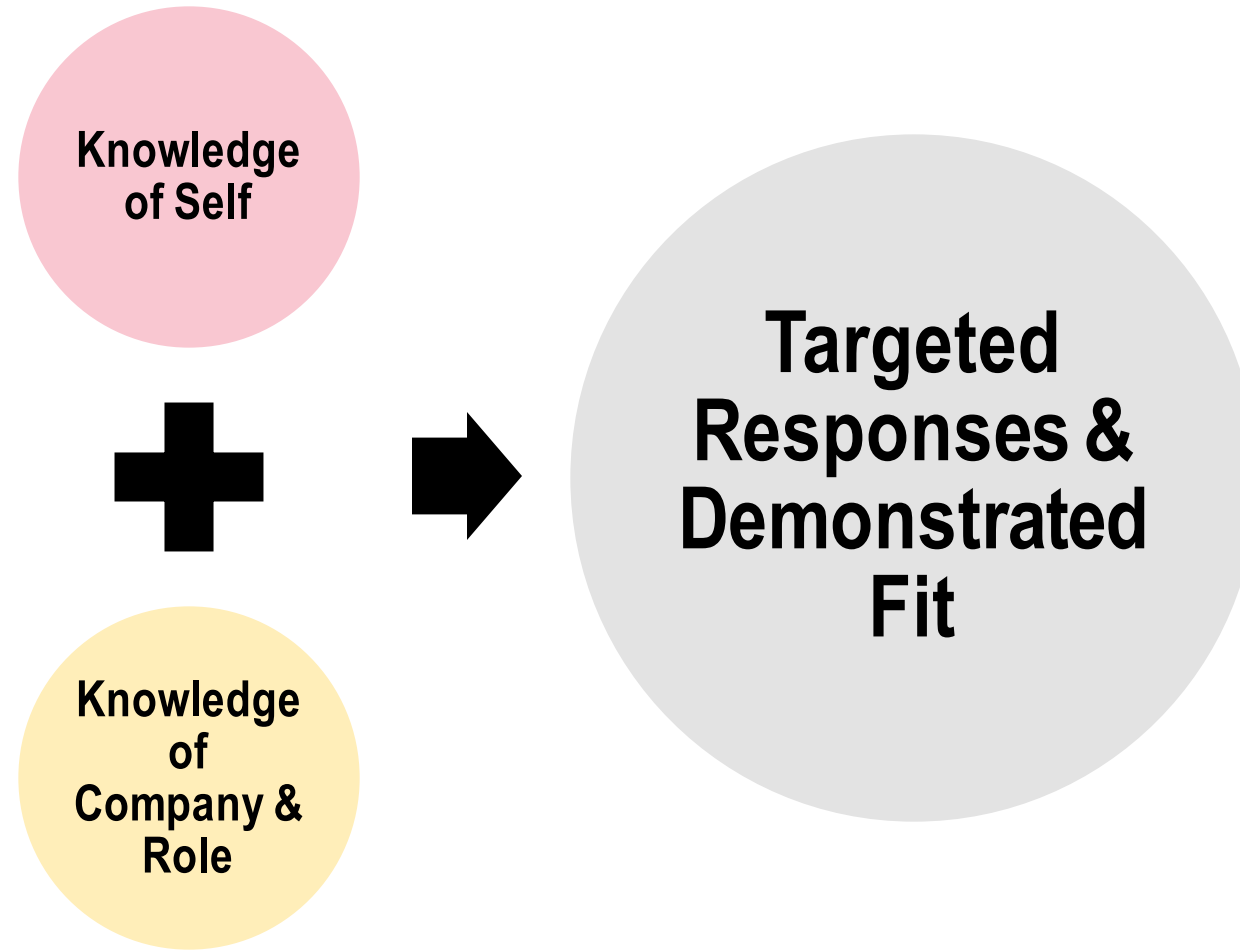 Knowledge
of Self
Knowledge
of
Company &
Role
Targeted
Responses &
Demonstrated
Fit